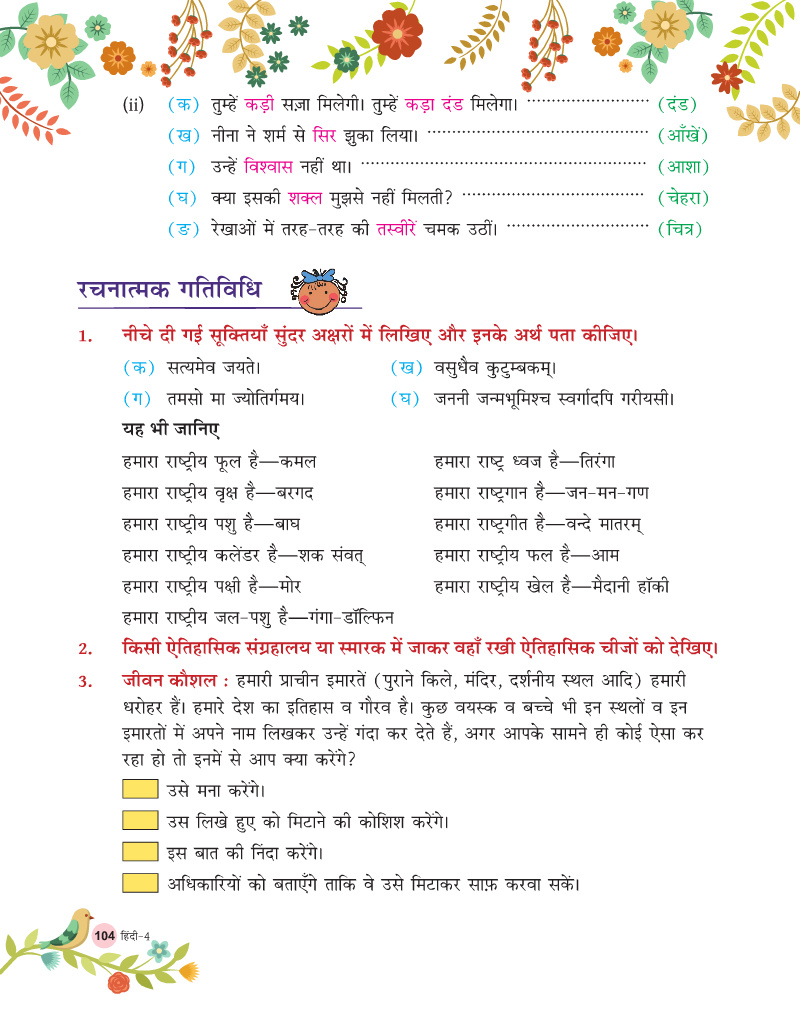 (ii) (क) तुम्हें कड़ी सज़ा मिलेगी। तुम्हें कड़ा दंड मिलेगा। ........................ (दंड)
(ख) नीना ने शर्म से सिर झुका लिया। ........................ (आँखें)
(ग) उन्हें विश्वास नहीं था। ........................ (आशा)
(घ) क्या इसकी शक्ल मुझसे नहीं मिलती? ........................ (चेहरा)
(ङ) रेखाओं में तरह-तरह की तस्वीरें चमक उठीं। ........................ (चित्र)
रचनात्मक गतिविधि
1. नीचे दी गई सूक्तियाँ सुंदर अक्षरों में लिखिए और इनके अर्थ पता कीजिए।
(क) सत्यमेव जयते। (ख) वसुधैव कुटुम्बकम्।
(ग) तमसो मा ज्योतिर्गमय। (घ) जननी जन्मभूमिश्च स्वर्गादपि गरीयसी।
यह भी जानिए
हमारा राष्ट्रीय फूल है—कमल हमारा राष्ट्र ध्वज है—तिरंगा
हमारा राष्ट्रीय वृक्ष है—बरगद हमारा राष्ट्रगान है—जन-मन-गण
हमारा राष्ट्रीय पशु है—बाघ हमारा राष्ट्रगीत है—वन्दे मातरम्
हमारा राष्ट्रीय कलेंडर है—शक संवत् हमारा राष्ट्रीय फल है—आम
हमारा राष्ट्रीय पक्षी है—मोर हमारा राष्ट्रीय खेल है—मैदानी हॉकी
हमारा राष्ट्रीय जल-पशु है—गंगा-डॉल्फिन
2. किसी ऐतिहासिक संग्रहालय या स्मारक में जाकर वहाँ रखी ऐतिहासिक चीजों को देखिए।
3. जीवन कौशल : हमारी प्राचीन इमारतें (पुराने किले, मंदिर, दर्शनीय स्थल आदि) हमारी
धरोहर हैं। हमारे देश का इतिहास व गौरव है। कुछ वयस्क व बच्चे भी इन स्थलों व इन
इमारतों में अपने नाम लिखकर उन्हें गंदा कर देते हैं, अगर आपके सामने ही कोई ऐसा कर
रहा हो तो इनमें से आप क्या करेंगे?
उसे मना करेंगे।
उस लिखे हुए को मिटाने की कोशिश करेंगे।
इस बात की निंदा करेंगे।
अधिकारियों को बताएँगे ताकि वे उसे मिटाकर साफ़ करवा सकें।
104 हिंदी-4